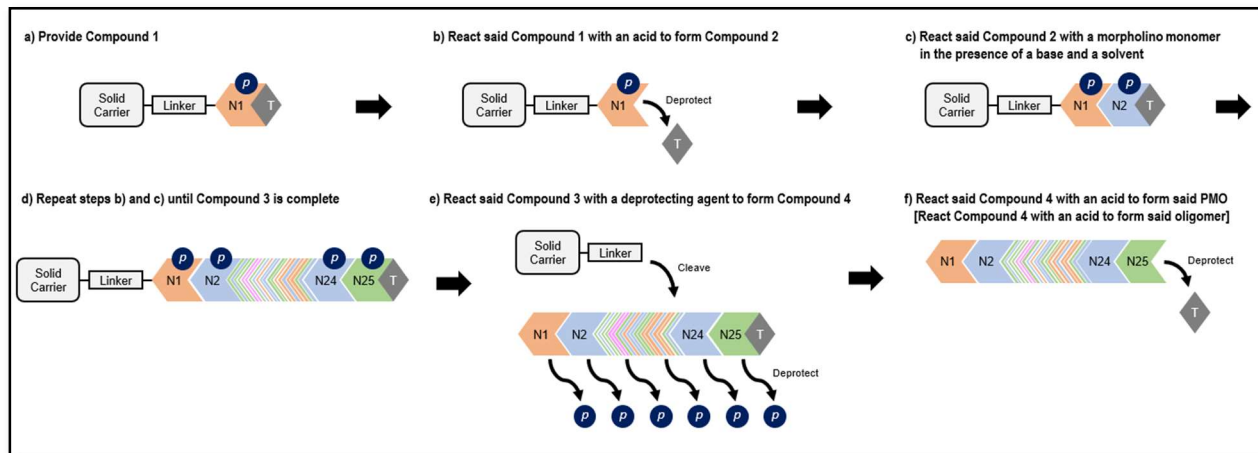 a) Provide Compound 1
b) React said Compound 1 with an acid to form Compound 2
c) React said Compound 2 with a morpholino monomer
in the presence of a base and a solvent
Solid
Carrier
Linker
N1
p
T
Solid
Carrier
Linker
N1
p
Deprotect
T
Solid
Carrier
Linker
N1
p
N2
p
T
d) Repeat steps b) and c) until Compound 3 is complete
e) React said Compound 3 with a deprotecting agent to form Compound 4
f) React said Compound 4 with an acid to form said PMO
[React Compound 4 with an acid to form said oligomer]
Solid
Carrier
Linker
N1
p
N2
p
N24
p
N25
p
T
Solid
Carrier
Linker
Cleave
N1
N2
N24
N25
T
Deprotect
p
p
p
p
p
p
N1
N2
N24
N25
Deprotect
T